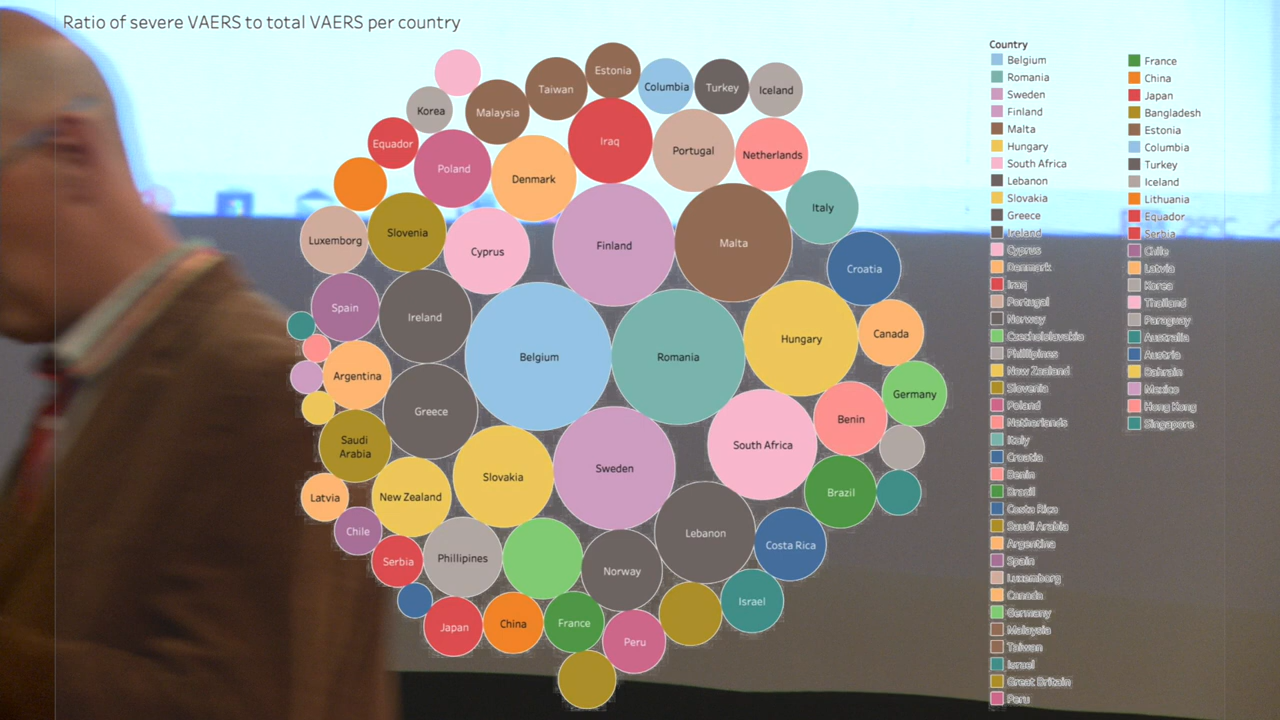 Ratio of severe VAERS to total VAERS per country
Estonia
Taiwan
Columbia
Turkey
Iceland
Korea
Malaysia
Equador
Iraq
Portugal
Netherlands
Poland
Denmark
Italy
Luxemborg
Slovenia
Cyprus
Finland
Malta
Croatia
Spain
Ireland
Belgium
Romania
Hungary
Canada
Argentina
Greece
Germany
Benin
Saudi
Arabia
South Africa
Slovakia
Sweden
Latvia
New Zealand
Brazil
Chile
Lebanon
Costa Rica
Serbia
Phillipines
Norway
Israel
Japan
China
France
Peru
Country
Belgium
Romania
Sweden
Finland
Malta
Hungary
South Africa
Lebanon
Slovakia
Greece
Ireland
Cyprus
Denmark
Iraq
Portugal
Norway
Czecholslovakia
Phillipines
New Zealand
Slovenia
Poland
Netherlands
Italy
Croatia
Benin
Brazil
Costa Rica
Saudi Arabia
Argentina
Spain
Luxemborg
Canada
Germany
Malaysia
Taiwan
Israel
Great Britain
Peru
France
China
Japan
Bangladesh
Estonia
Columbia
Turkey
Iceland
Lithuania
Equador
Serbia
Chile
Latvia
Korea
Thailand
Paraguay
Australia
Austria
Bahrain
Mexico
Hong Kong
Singapore